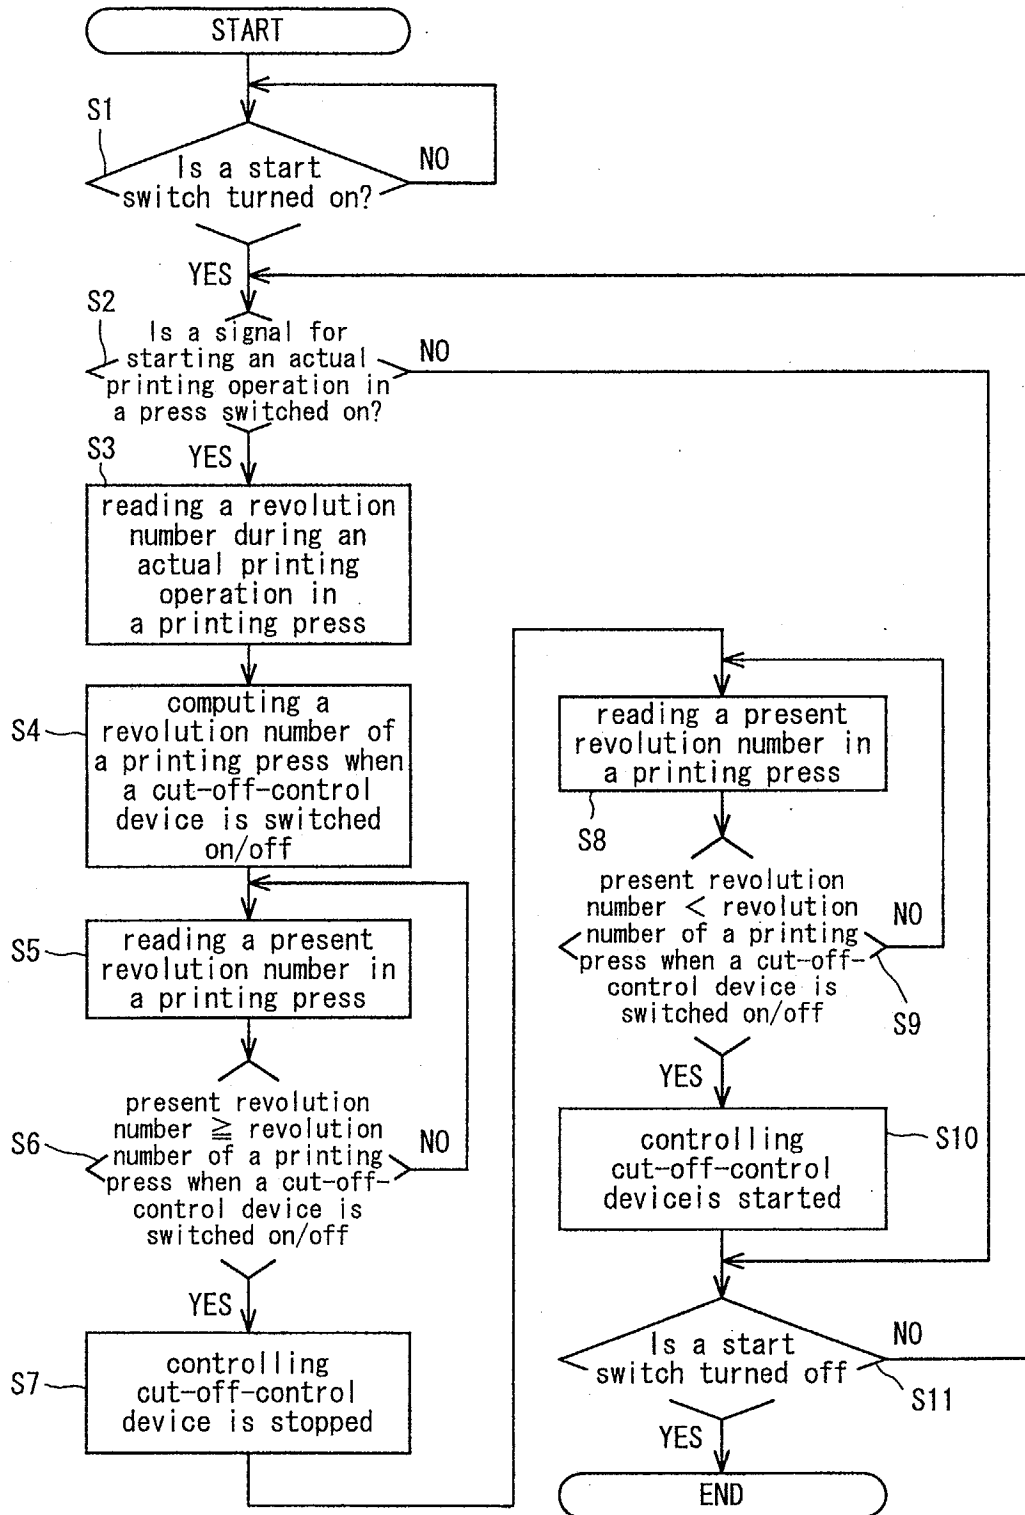 START
S1
Is a start
switch turned on?
NO
YES
S2
Is a signal for
starting an actual
printing operation in
a press switched on?
NO
YES
S3
reading a revolution
number during an
actual printing
operation in
a printing press
S4
computing a
revolution number of
a printing press when
a cut-off-control
device is switched
on/off
S5
reading a present
revolution number in
a printing press
S6
present revolution
number ≧ revolution
number of a printing
press when a cut-off-
control device is
switched on/off
NO
YES
S7
controlling
cut-off-control
device is stopped
reading a present
revolution number in
a printing press
S8
present revolution
number < revolution
number of a printing
press when a cut-off-
control device is
switched on/off
NO
S9
YES
controlling
cut-off-control
deviceis started
S10
Is a start
switch turned off
NO
S11
YES
END